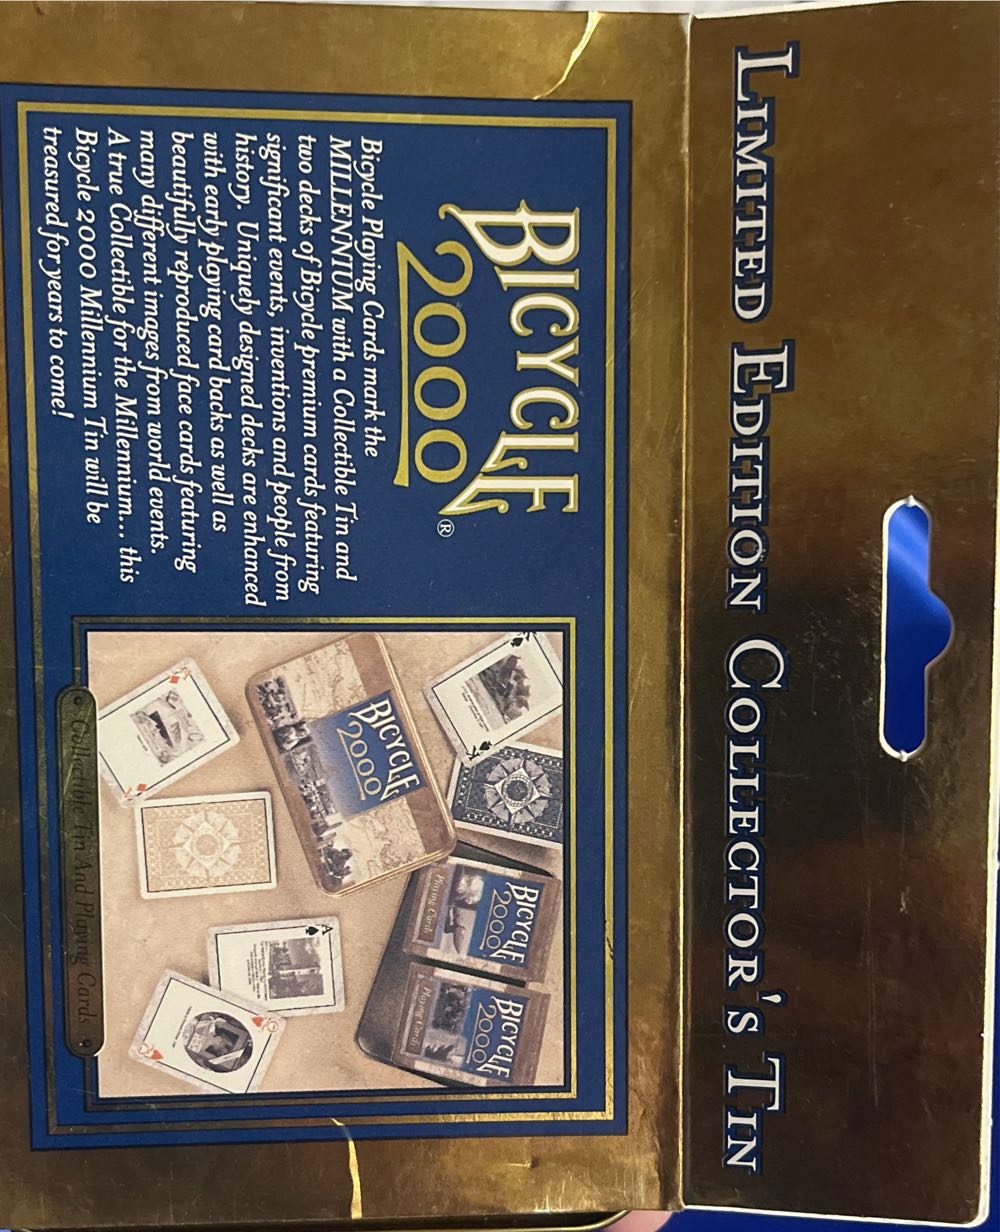 LIMITED EDITION COLLECTOR'S TIN
BICYCLE®
2000
Bicycle Playing Cards mark the
MILLENNIUM with a Collectible Tin and
two decks of Bicycle premium cards featuring
significant events, inventions and people from
history. Uniquely designed decks are enhanced
with early playing card backs as well as
beautifully reproduced face cards featuring
many different images from world events.
A true Collectible for the Millennium... this
Bicycle 2000 Millennium Tin will be
treasured for years to come!
BICYCLE
2000
BICYCLE
2000
Playing Cards
BICYCLE
2000
Playing Cards
A
Collectible Tin And Playing Cards